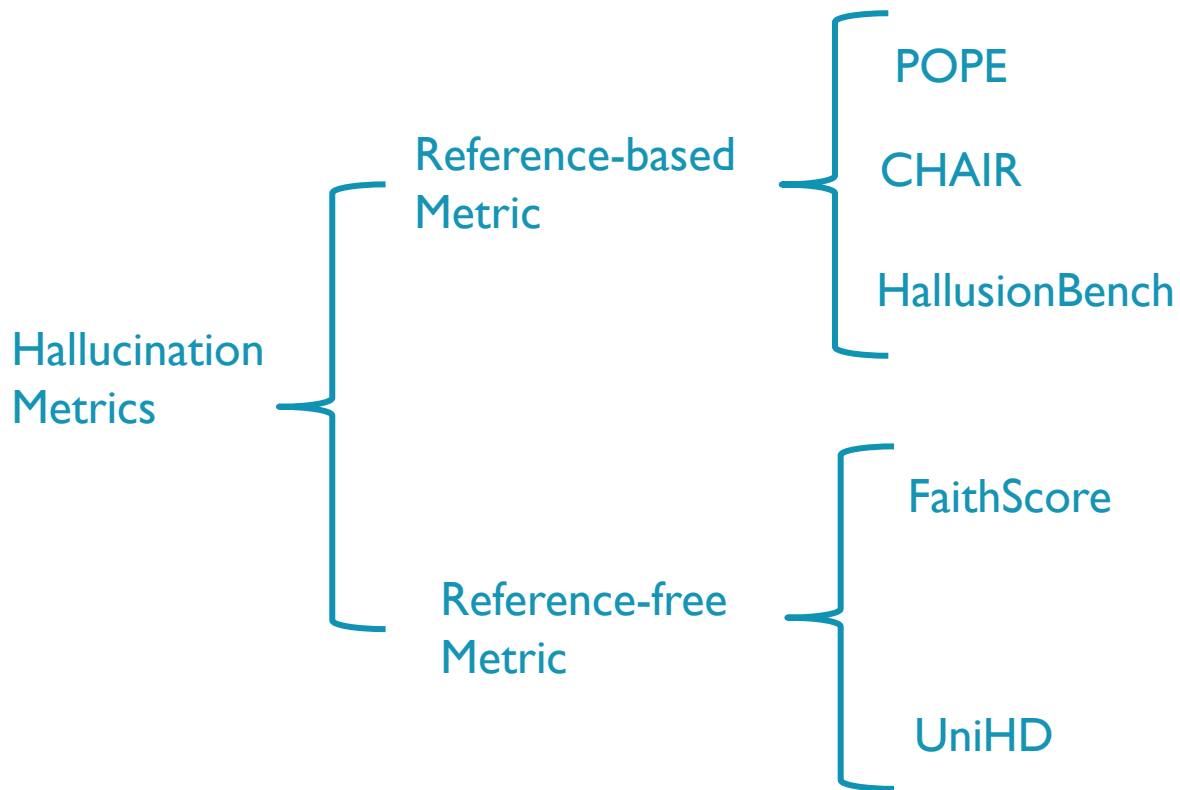 Hallucination
Metrics
Reference-based
Metric
POPE
CHAIR
HallusionBench
Reference-free
Metric
FaithScore
UniHD